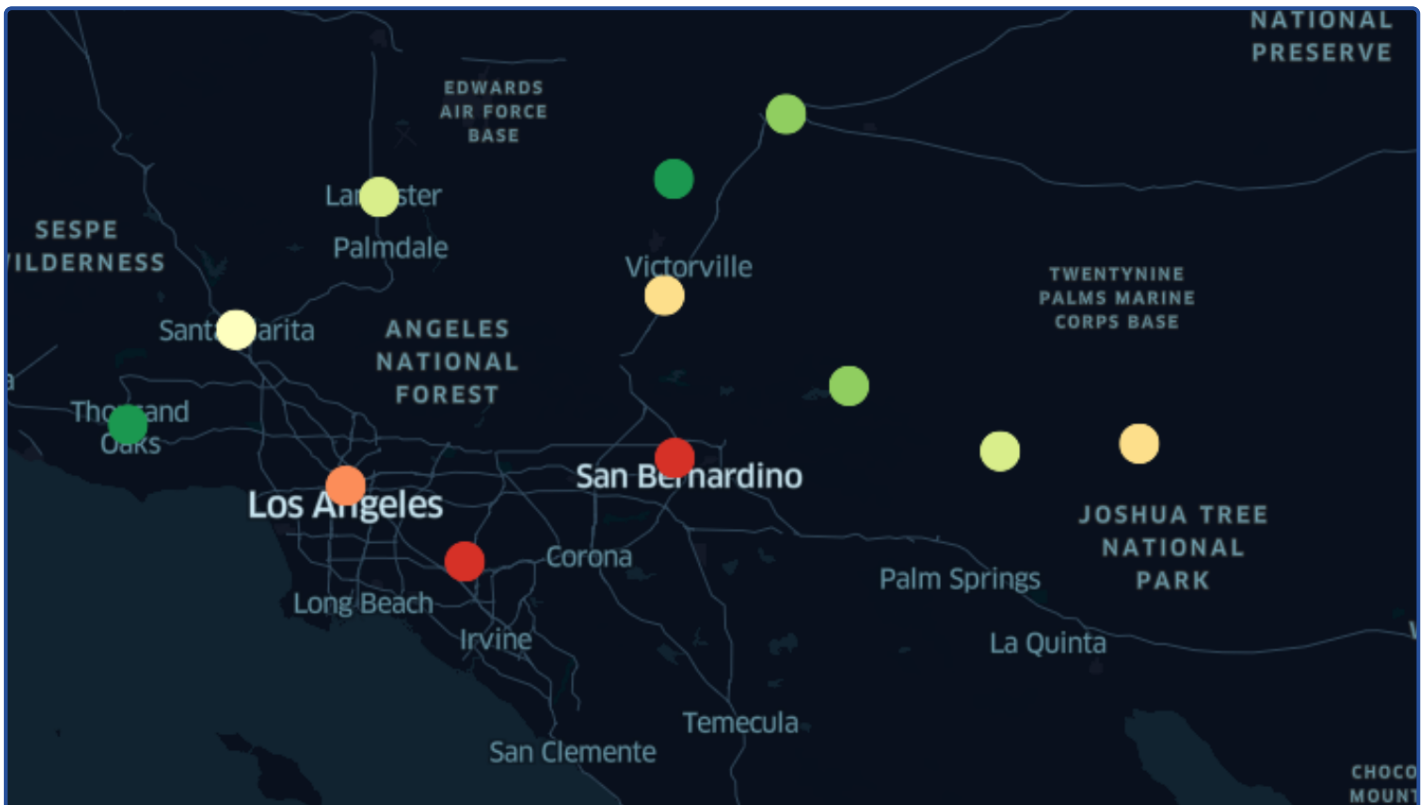 NATIONAL
PRESERVE
EDWARDS
AIR FORCE
BASE
Palmdale
SESPE
Victorville
TWENTYNINE
PALMS MARINE
CORPS BASE
ANGELES
NATIONAL
FOREST
Oaks
San Bernardino
Los Angeles
JOSHUA TREE
NATIONAL
PARK
Corona
Palm Springs
Long Beach
Irvine
La Quinta
Temecula
San Clemente